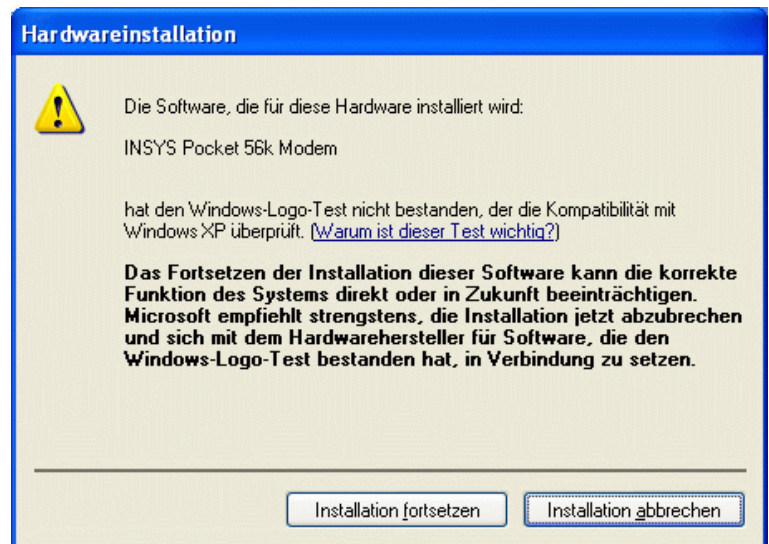 Hardwareinstallation
Die Software, die für diese Hardware installiert wird:
INSYS Pocket 56k Modem
hat den Windows-Logo-Test nicht bestanden, der die Kompatibilität mit
Windows XP überprüft. (Warum ist dieser Test wichtig?)
Das Fortsetzen der Installation dieser Software kann die korrekte
Funktion des Systems direkt oder in Zukunft beeinträchtigen.
Microsoft empfiehlt strengstens, die Installation jetzt abzubrechen
und sich mit dem Hardwarehersteller für Software, die den
Windows-Logo-Test bestanden hat, in Verbindung zu setzen.
Installation fortsetzen Installation abbrechen